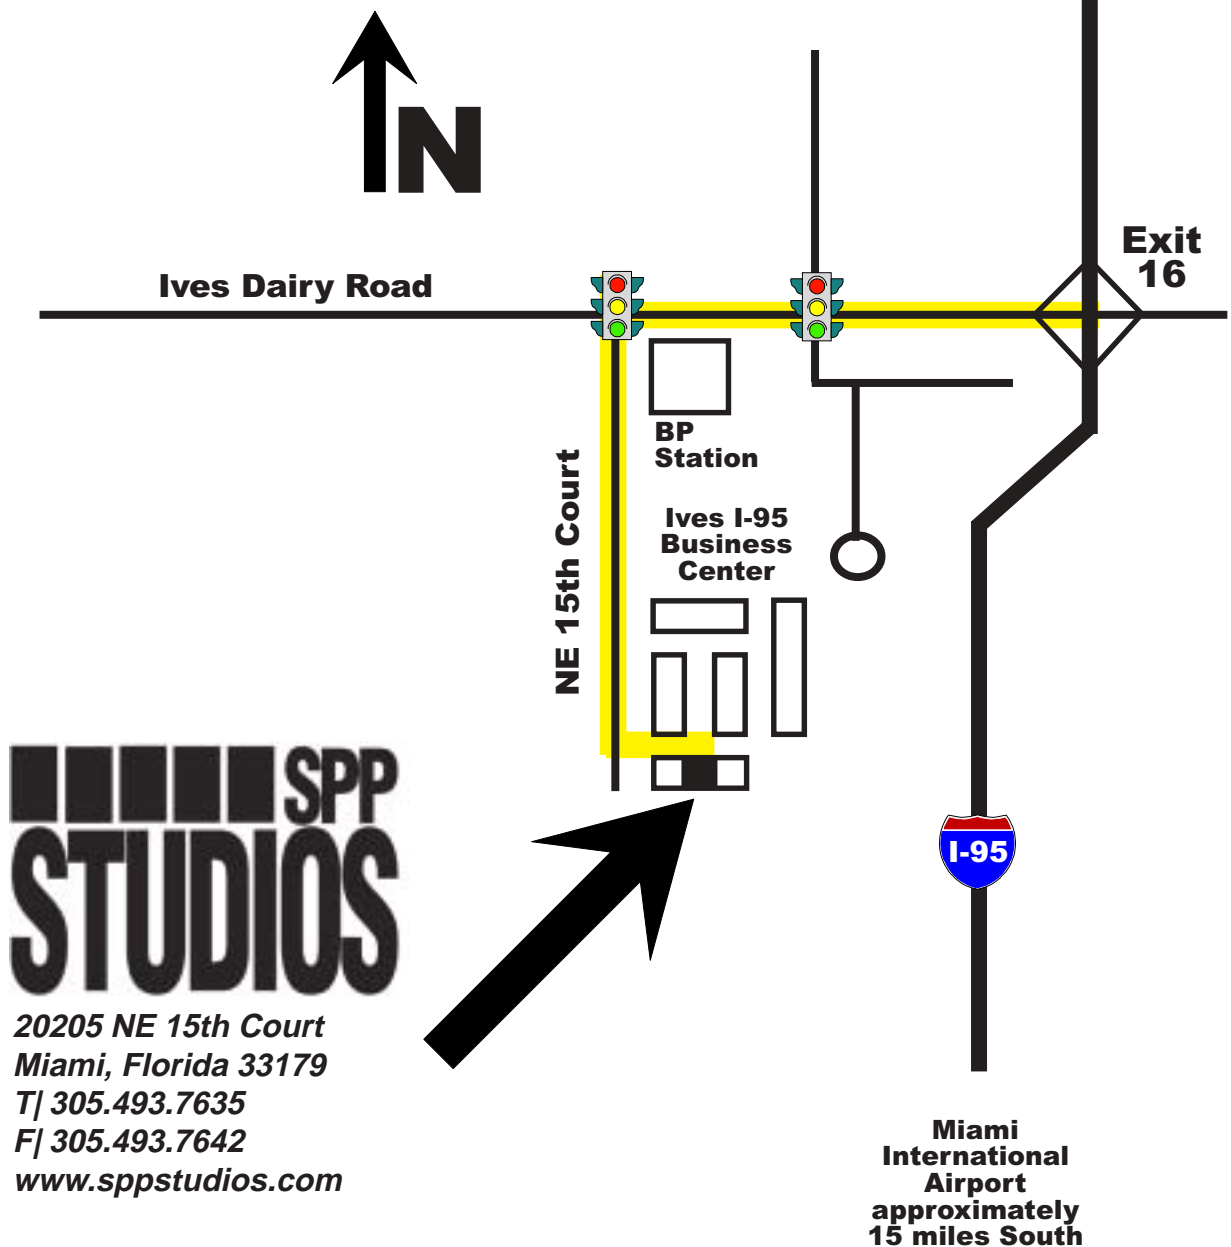 N
Exit
16
Ives Dairy Road
BP
Station
NE 15th Court
Ives I-95
Business
Center
I-95
SPP
STUDIOS
20205 NE 15th Court
Miami, Florida 33179
T| 305.493.7635
F| 305.493.7642
www.sppstudios.com
Miami
International
Airport
approximately
15 miles South